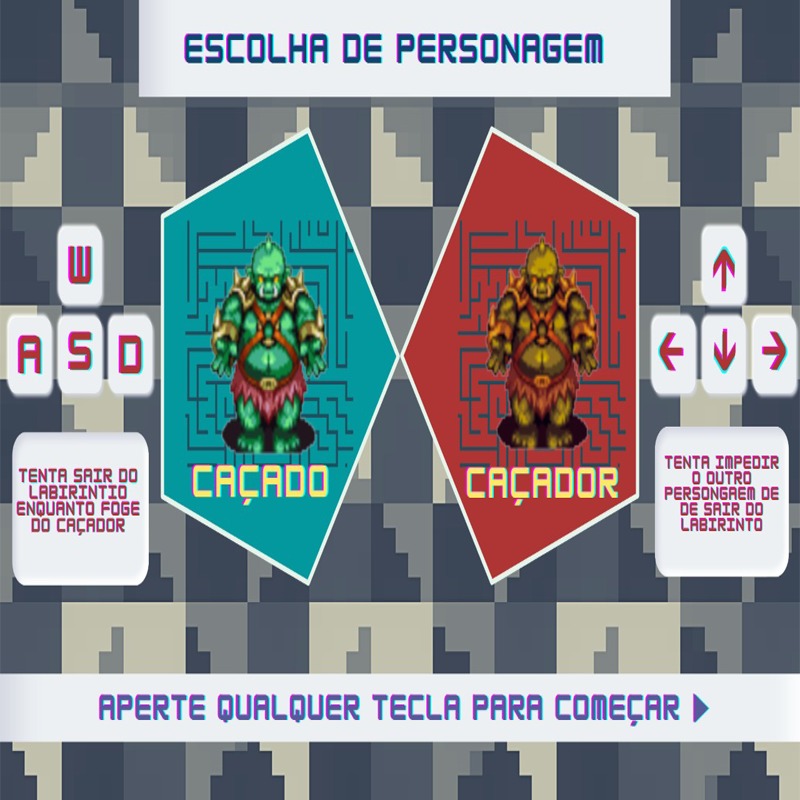 ESCOLHA DE PERSONAGEM
W
A S D
TENTA SAIR DO
LABIRINTIO
ENQUANTO FOGE
DO CAÇADOR
CAÇADO
CAÇADOR
↑
← ↓ →
TENTA IMPEDIR
O OUTRO
PERSONGAEM DE
DE SAIR DO
LABIRINTO
APERTE QUALQUER TECLA PARA COMEÇAR